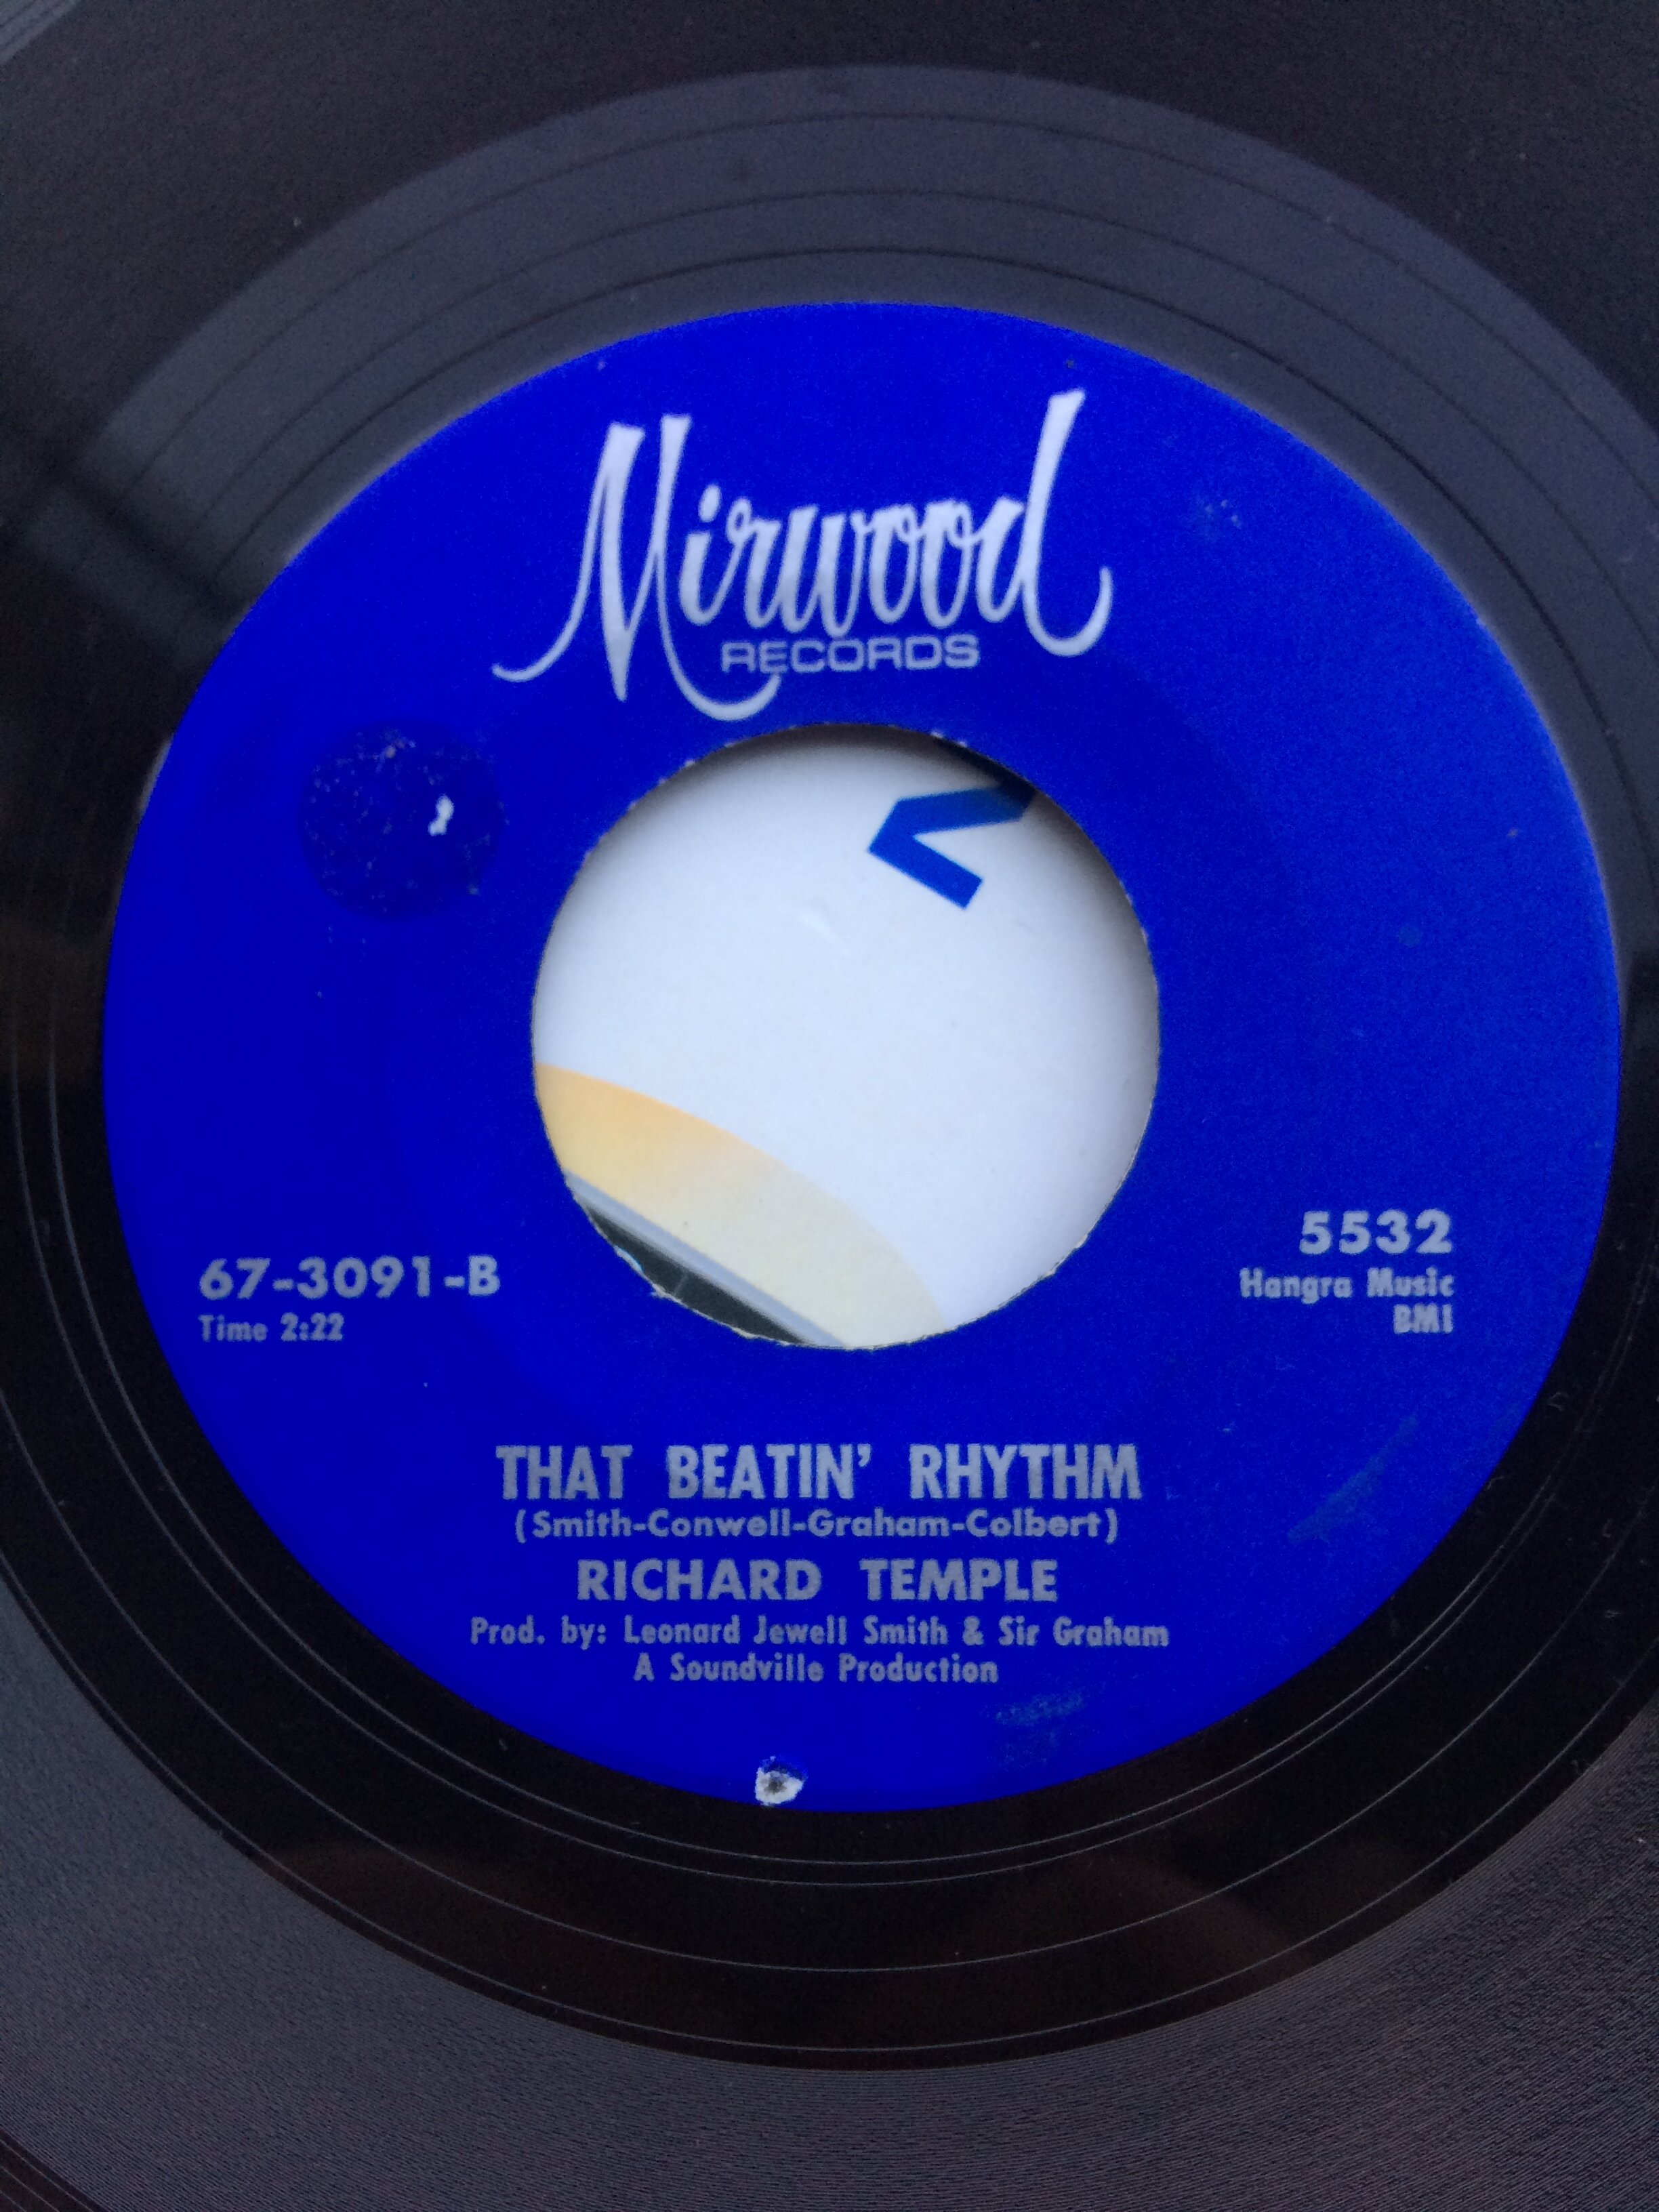 Mirwood
RECORDS
67-3091-B
Time 2:22
5532
Hangra Music
BMI
THAT BEATIN' RHYTHM
(Smith-Conwell-Graham-Colbert)
RICHARD TEMPLE
Prod. by: Leonard Jewell Smith & Sir Graham
A Soundville Production